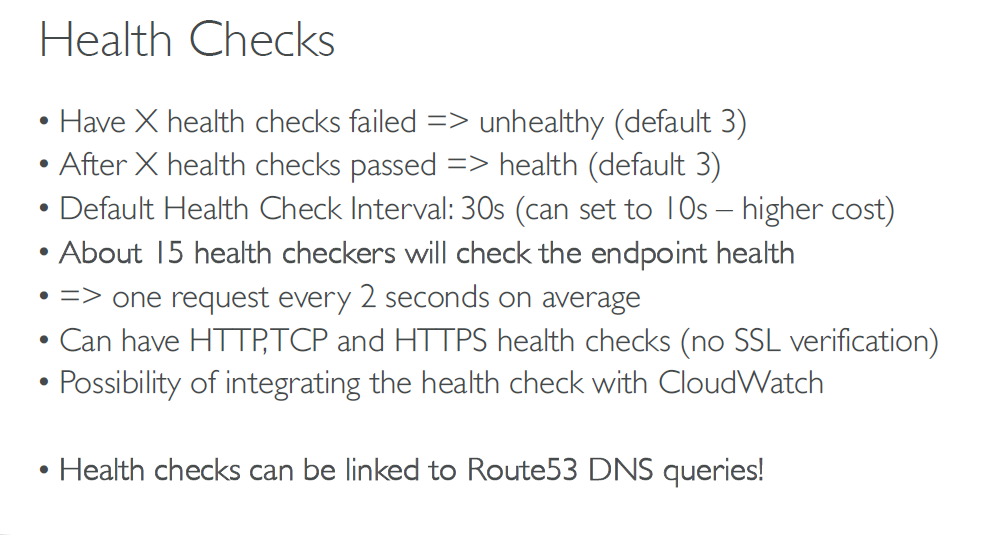 Health Checks
• Have X health checks failed => unhealthy (default 3)
• After X health checks passed => health (default 3)
• Default Health Check Interval: 30s (can set to 10s – higher cost)
• About 15 health checkers will check the endpoint health
• => one request every 2 seconds on average
• Can have HTTP, TCP and HTTPS health checks (no SSL verification)
• Possibility of integrating the health check with CloudWatch
• Health checks can be linked to Route53 DNS queries!